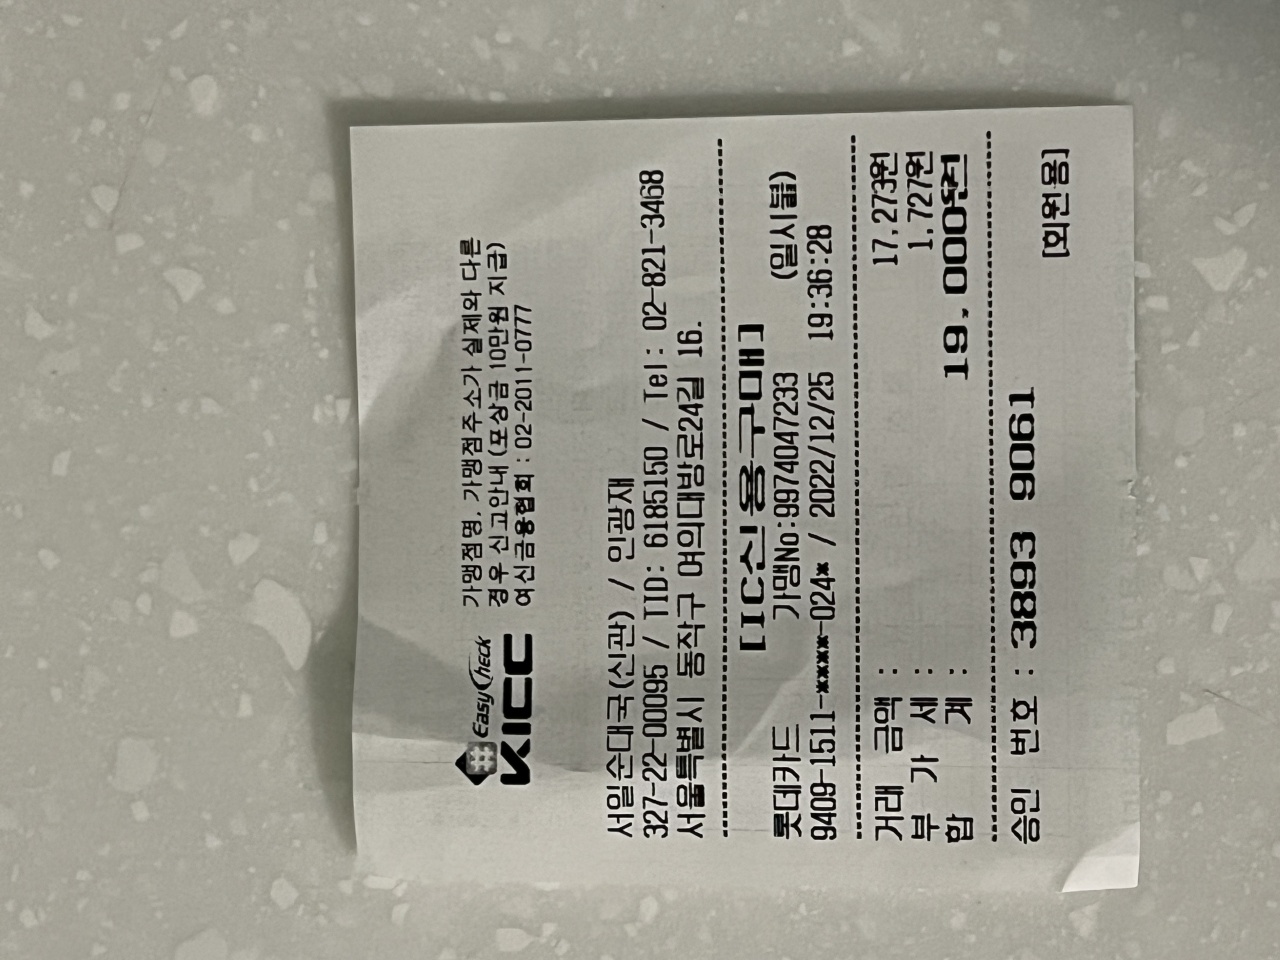 Easy Check
KICC
가맹점명, 가맹점주소가 실제와 다른
경우 신고안내(포상금 10만원 지급)
여신금융협회 : 02-2011-0777
서일순대국(신관) / 인광재
327-22-00095 / TID: 6185150 / Tel: 02-821-3468
서울특별시 동작구 여의대방로24길 16.
[IC신용구매]
롯데카드 가맹No:99740047233 (일시불)
9409-1511-****-024* / 2022/12/25 19:36:28
거래 금액 : 17,273원
부 가 세 : 1,727원
합 계 : 19,000원
승인 번호 : 3893 9061
[회원용]